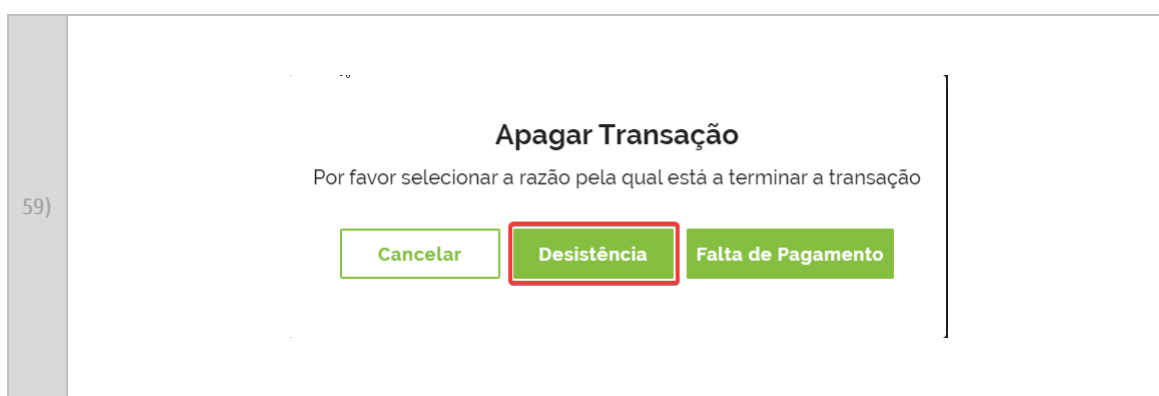 Apagar Transação
Por favor selecionar a razão pela qual está a terminar a transação
59)
Cancelar Desistência Falta de Pagamento